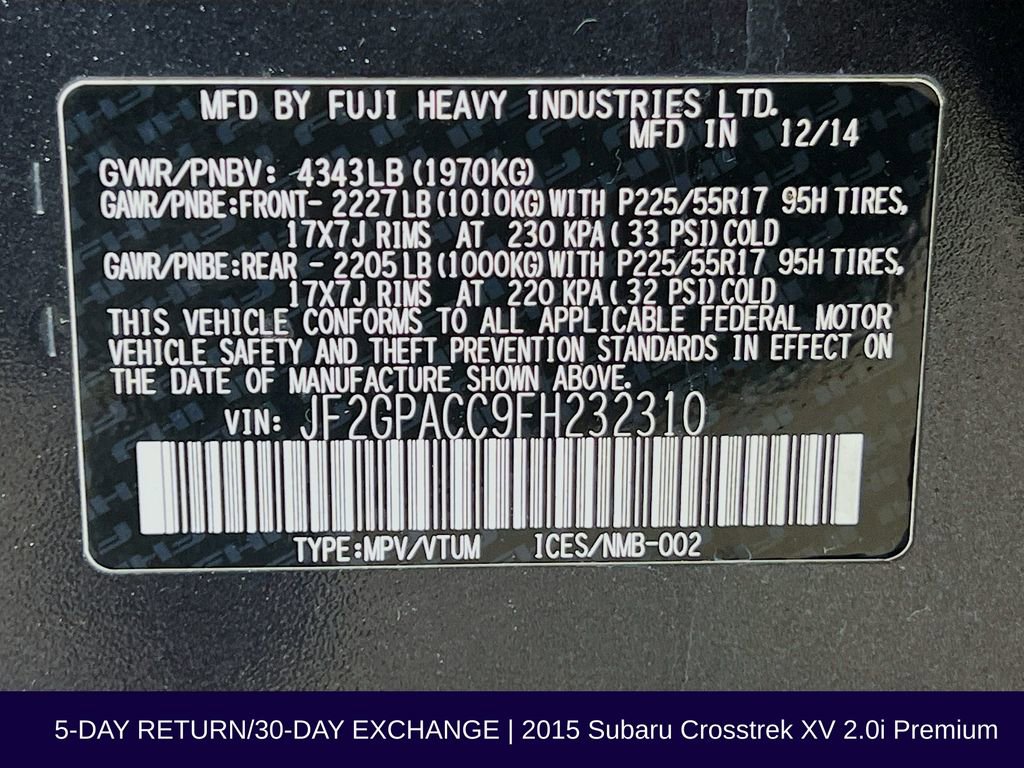 MFD BY FUJI HEAVY INDUSTRIES LTD.
MFD IN 12/14
GVWR/PNBV: 4343LB (1970KG)
GAWR/PNBE:FRONT- 2227 LB (1010KG) WITH P225/55R17 95H TIRES,
17X7J RIMS AT 230 KPA ( 33 PSI) COLD
GAWR/PNBE:REAR - 2205 LB (1000KG) WITH P225/55R17 95H TIRES,
17X7J RIMS AT 220 KPA ( 32 PSI) COLD
THIS VEHICLE CONFORMS TO ALL APPLICABLE FEDERAL MOTOR
VEHICLE SAFETY AND THEFT PREVENTION STANDARDS IN EFFECT ON
THE DATE OF MANUFACTURE SHOWN ABOVE.
VIN: JF2GPACC9FH232310
TYPE:MPV/VTUM ICES/NMB-002
5-DAY RETURN/30-DAY EXCHANGE | 2015 Subaru Crosstrek XV 2.0i Premium